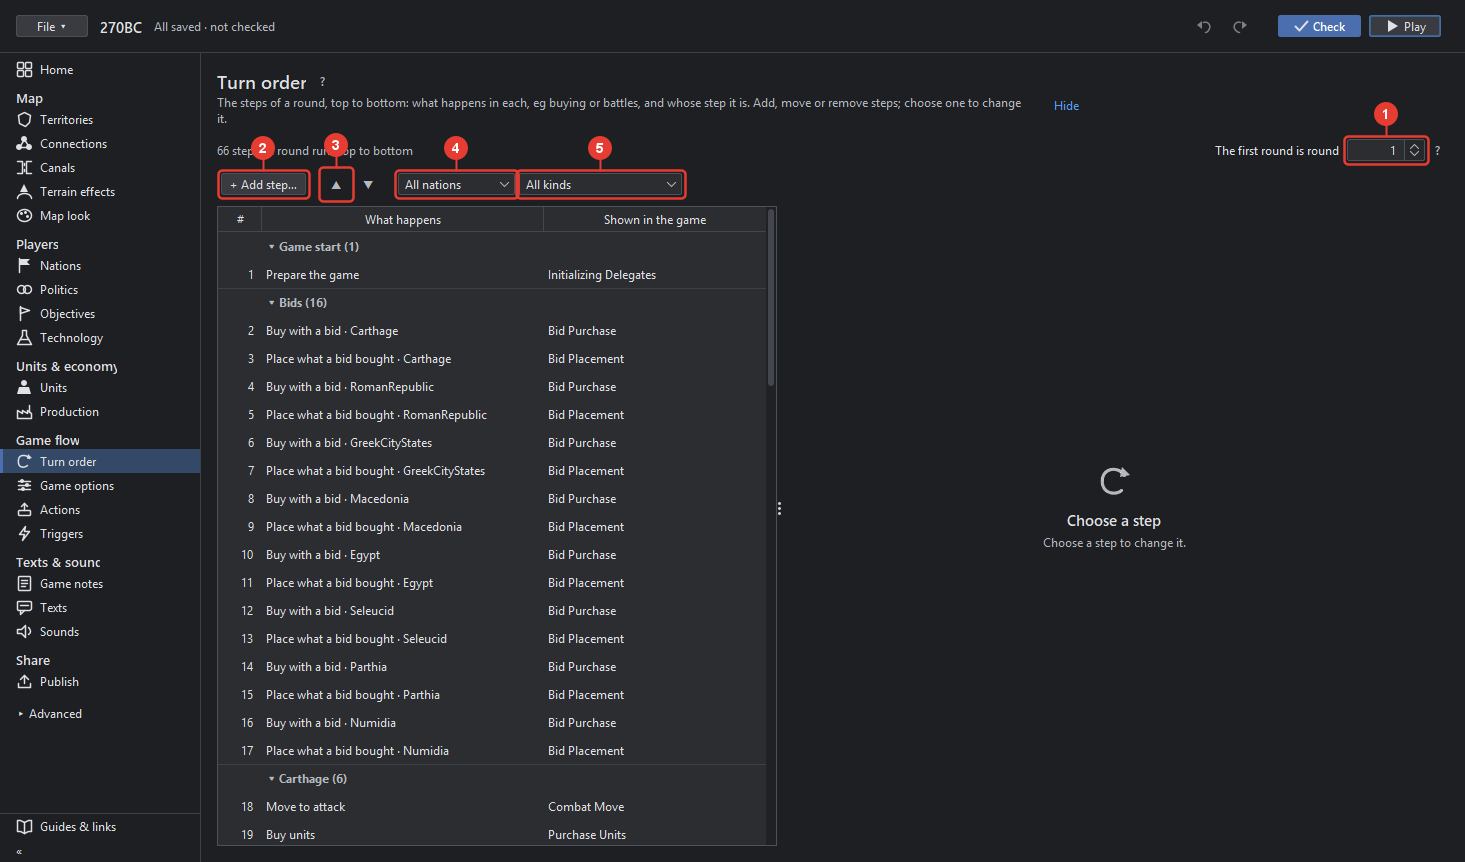 File ▾
270BC
All saved · not checked
Check
Play
Home
Map
Territories
Connections
Canals
Terrain effects
Map look
Players
Nations
Politics
Objectives
Technology
Units & economy
Units
Production
Game flow
Turn order
Game options
Actions
Triggers
Texts & sound
Game notes
Texts
Sounds
Share
Publish
Advanced
Guides & links
«
Turn order ?
The steps of a round, top to bottom: what happens in each, eg buying or battles, and whose step it is. Add, move or remove steps; choose one to change
it.
Hide
1
66 top to bottom
The first round is round 1 ?
2
3
4
5
+ Add step... ▲ ▼ All nations All kinds
# What happens Shown in the game
▾ Game start (1)
1 Prepare the game Initializing Delegates
▾ Bids (16)
2 Buy with a bid · Carthage Bid Purchase
3 Place what a bid bought · Carthage Bid Placement
4 Buy with a bid · RomanRepublic Bid Purchase
5 Place what a bid bought · RomanRepublic Bid Placement
6 Buy with a bid · GreekCityStates Bid Purchase
7 Place what a bid bought · GreekCityStates Bid Placement
8 Buy with a bid · Macedonia Bid Purchase
9 Place what a bid bought · Macedonia Bid Placement
10 Buy with a bid · Egypt Bid Purchase
11 Place what a bid bought · Egypt Bid Placement
12 Buy with a bid · Seleucid Bid Purchase
13 Place what a bid bought · Seleucid Bid Placement
14 Buy with a bid · Parthia Bid Purchase
15 Place what a bid bought · Parthia Bid Placement
16 Buy with a bid · Numidia Bid Purchase
17 Place what a bid bought · Numidia Bid Placement
▾ Carthage (6)
18 Move to attack Combat Move
19 Buy units Purchase Units
Choose a step
Choose a step to change it.